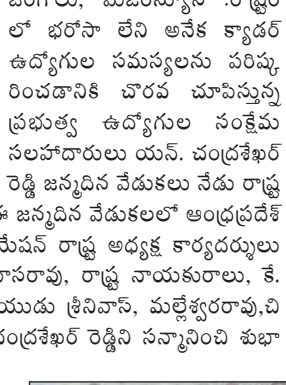 లో భరోసా లేని అనేక క్యాడర్
ఉద్యోగుల సమస్యలను పరిష్క
రించడానికి చొరవ చూపిస్తున్న
ప్రభుత్వ ఉద్యోగుల సంక్షేమ
సలహాదారులు యన్. చంద్రశేఖర్
రెడ్డి జన్మదిన వేడుకలు నేడు రాష్ట్ర
ఈ జన్మదిన వేడుకలలో ఆంధ్రప్రదేశ్
మేషన్ రాష్ట్ర అధ్యక్ష కార్యదర్శులు
ాసరావు, రాష్ట్ర నాయకురాలు, కే.
యుడు శ్రీనివాస్, మల్లేశ్వరరావు,చి
చంద్రశేఖర్ రెడ్డిని సన్మానించి శుభా